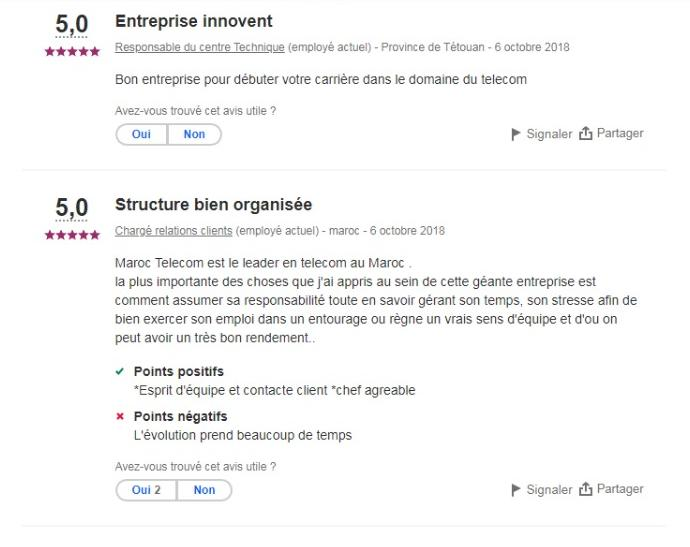 5,0
Entreprise innovent
Responsable du centre Technique (employé actuel) - Province de Tétouan - 6 octobre 2018
Bon entreprise pour débuter votre carrière dans le domaine du telecom
Avez-vous trouvé cet avis utile ?
Oui Non
Signaler Partager
5,0
Structure bien organisée
Chargé relations clients (employé actuel) - maroc - 6 octobre 2018
Maroc Telecom est le leader en telecom au Maroc .
la plus importante des choses que j'ai appris au sein de cette géante entreprise est
comment assumer sa responsabilité toute en savoir gérant son temps, son stresse afin de
bien exercer son emploi dans un entourage ou règne un vrais sens d'équipe et d'ou on
peut avoir un très bon rendement..
Points positifs
*Esprit d'équipe et contacte client *chef agreable
Points négatifs
L'évolution prend beaucoup de temps
Avez-vous trouvé cet avis utile ?
Oui 2 Non
Signaler Partager